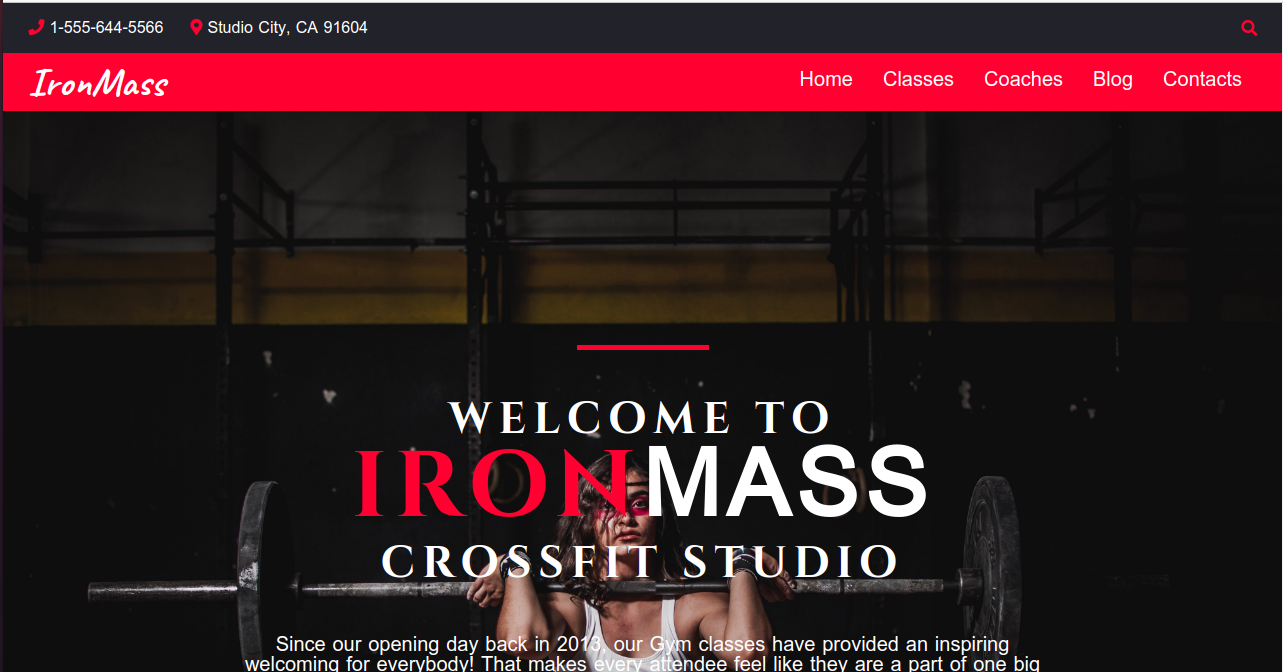 1-555-644-5566 Studio City, CA 91604
IronMass Home Classes Coaches Blog Contacts
WELCOME TO
IRONMASS
CROSSFIT STUDIO
Since our opening day back in 2013, our Gym classes have provided an inspiring
welcoming for everybody! That makes every attendee feel like they are a part of one big